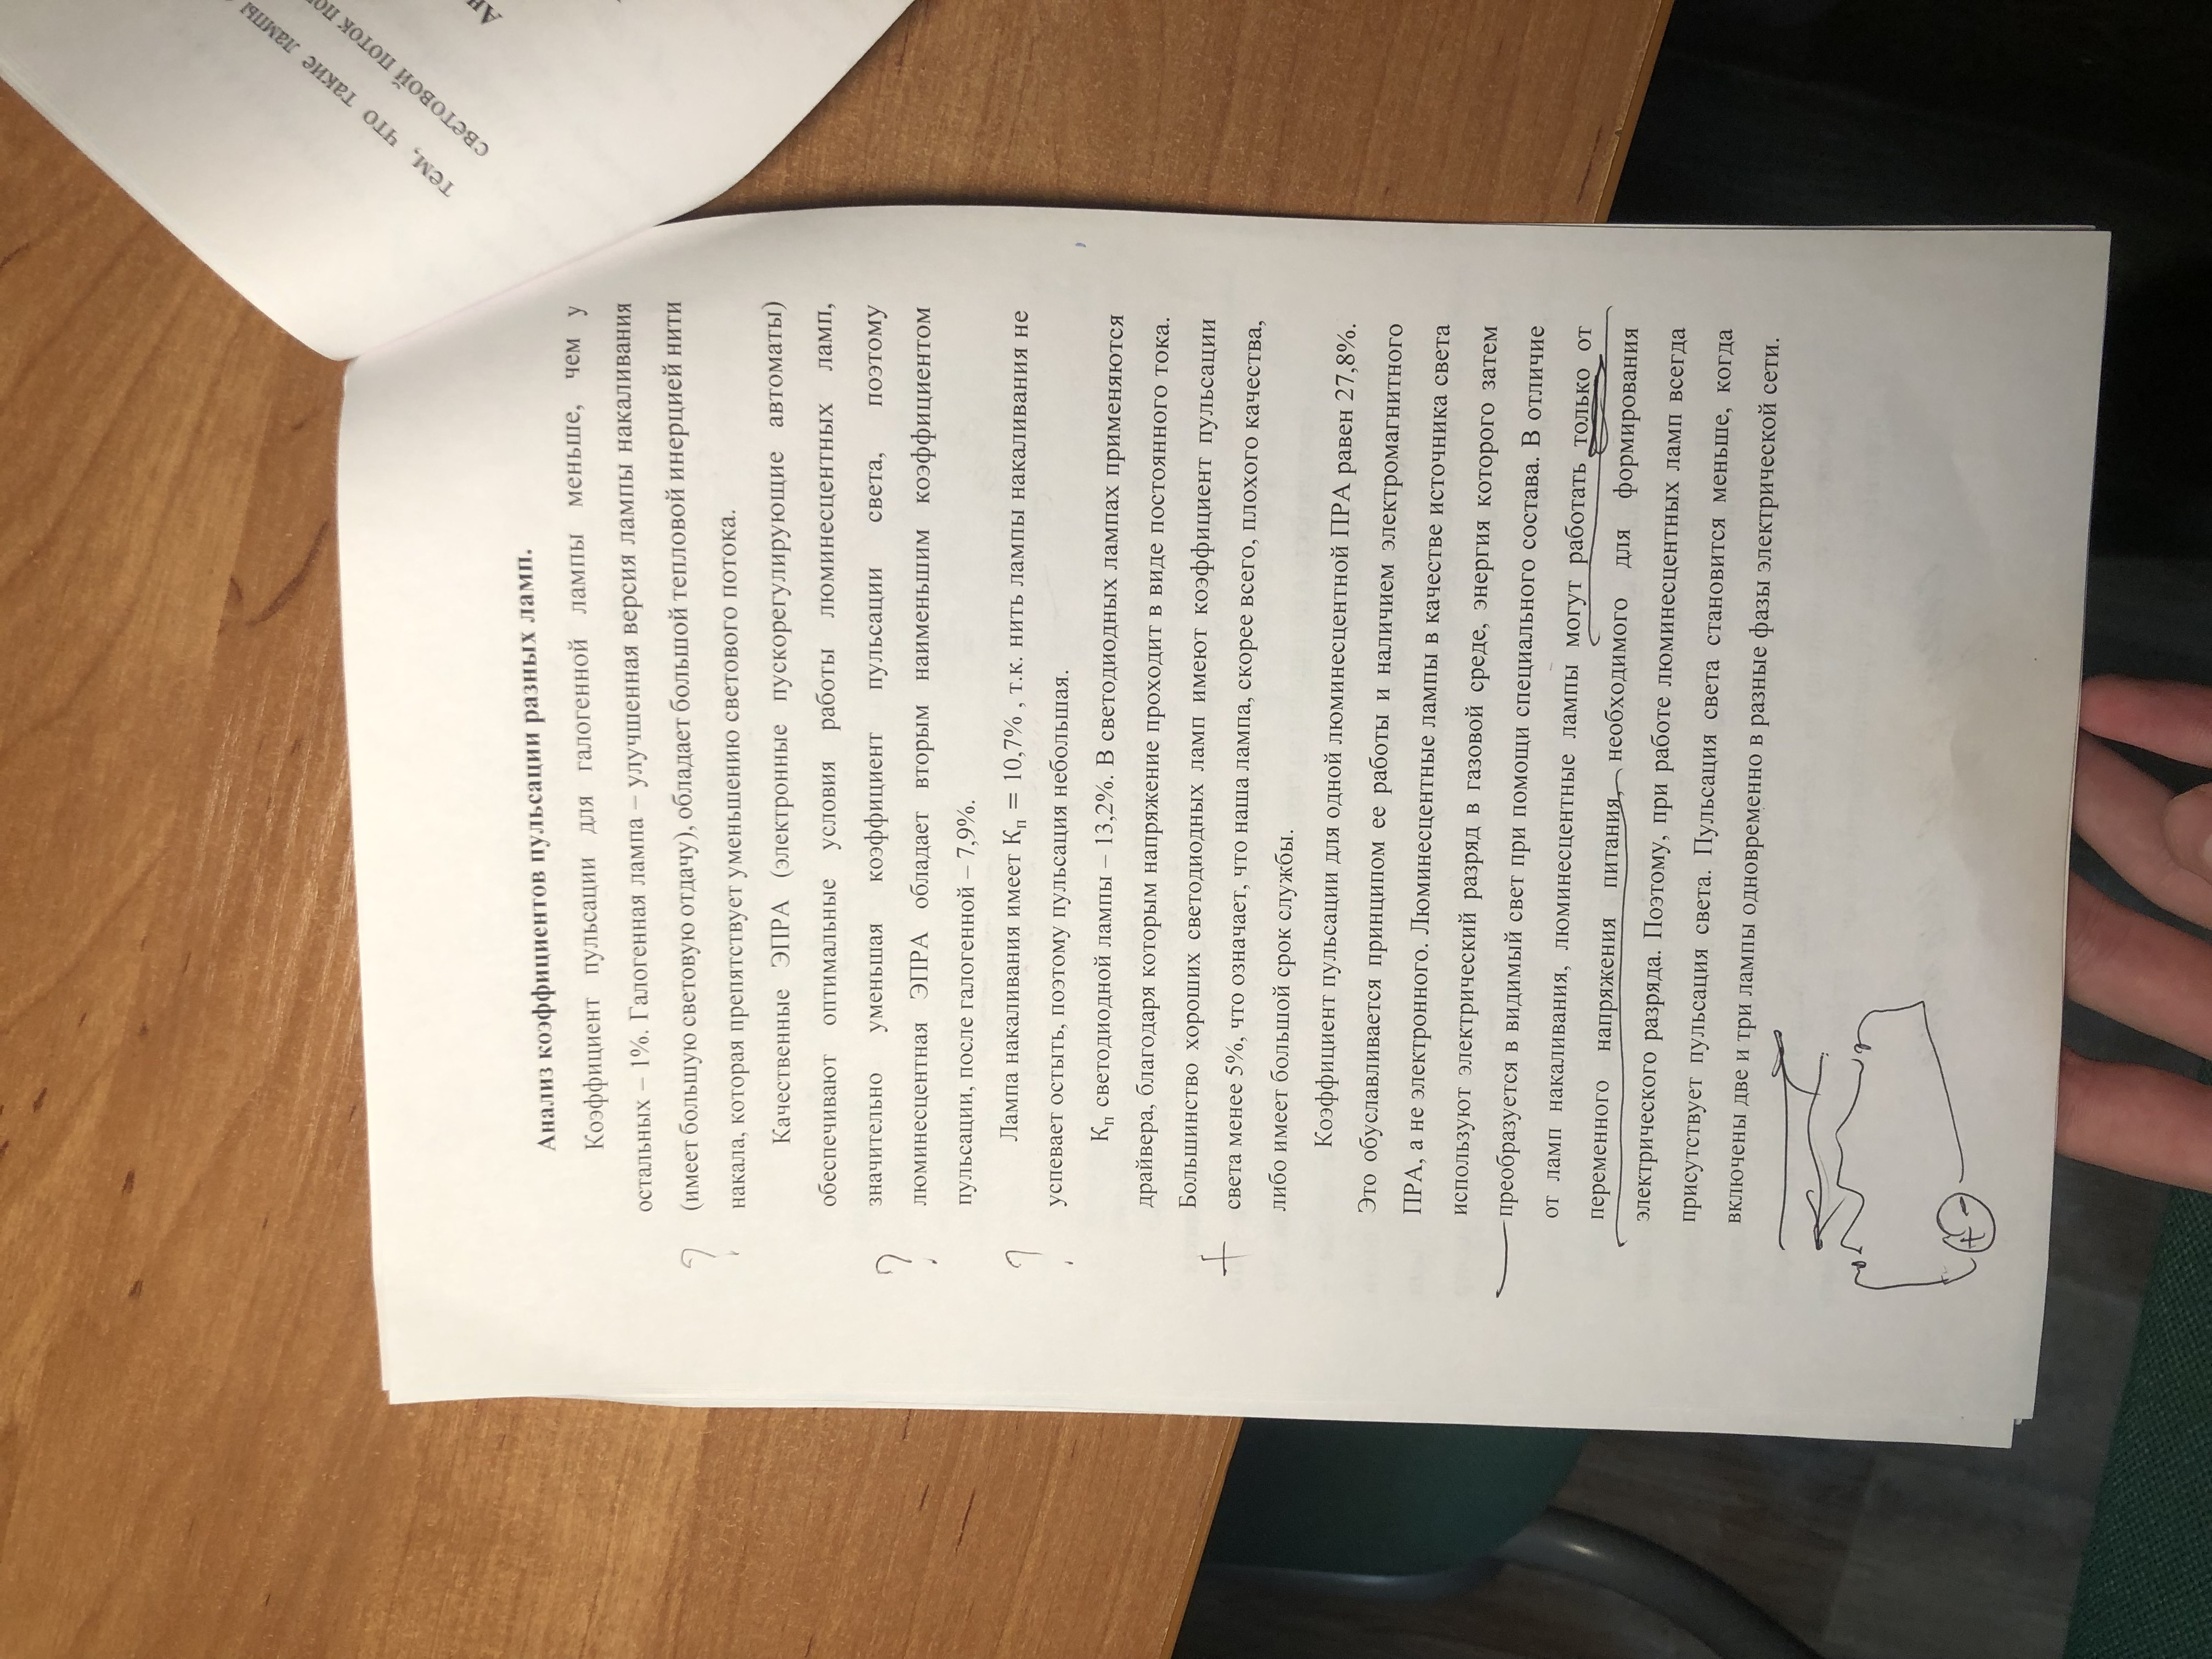 Анализ коэффициентов пульсации разных ламп.
Коэффициент пульсации для галогенной лампы меньше, чем у
остальных – 1%. Галогенная лампа – улучшенная версия лампы накаливания
(имеет большую световую отдачу), обладает большой тепловой инерцией нити
накала, которая препятствует уменьшению светового потока.
Качественные ЭПРА (электронные пускорегулирующие автоматы)
обеспечивают оптимальные условия работы люминесцентных ламп,
значительно уменьшая коэффициент пульсации света, поэтому
люминесцентная ЭПРА обладает вторым наименьшим коэффициентом
пульсации, после галогенной – 7,9%.
Лампа накаливания имеет Кп = 10,7% , т.к. нить лампы накаливания не
успевает остыть, поэтому пульсация небольшая.
Кп светодиодной лампы – 13,2%. В светодиодных лампах применяются
драйвера, благодаря которым напряжение проходит в виде постоянного тока.
Большинство хороших светодиодных ламп имеют коэффициент пульсации
света менее 5%, что означает, что наша лампа, скорее всего, плохого качества,
либо имеет большой срок службы.
Коэффициент пульсации для одной люминесцентной ПРА равен 27,8%.
Это обуславливается принципом ее работы и наличием электромагнитного
ПРА, а не электронного. Люминесцентные лампы в качестве источника света
используют электрический разряд в газовой среде, энергия которого затем
преобразуется в видимый свет при помощи специального состава. В отличие
от ламп накаливания, люминесцентные лампы могут работать только от
переменного напряжения питания, необходимого для формирования
электрического разряда. Поэтому, при работе люминесцентных ламп всегда
присутствует пульсация света. Пульсация света становится меньше, когда
включены две и три лампы одновременно в разные фазы электрической сети.
?
?
?
+
+ -
тем, что такие лампы
световой поток